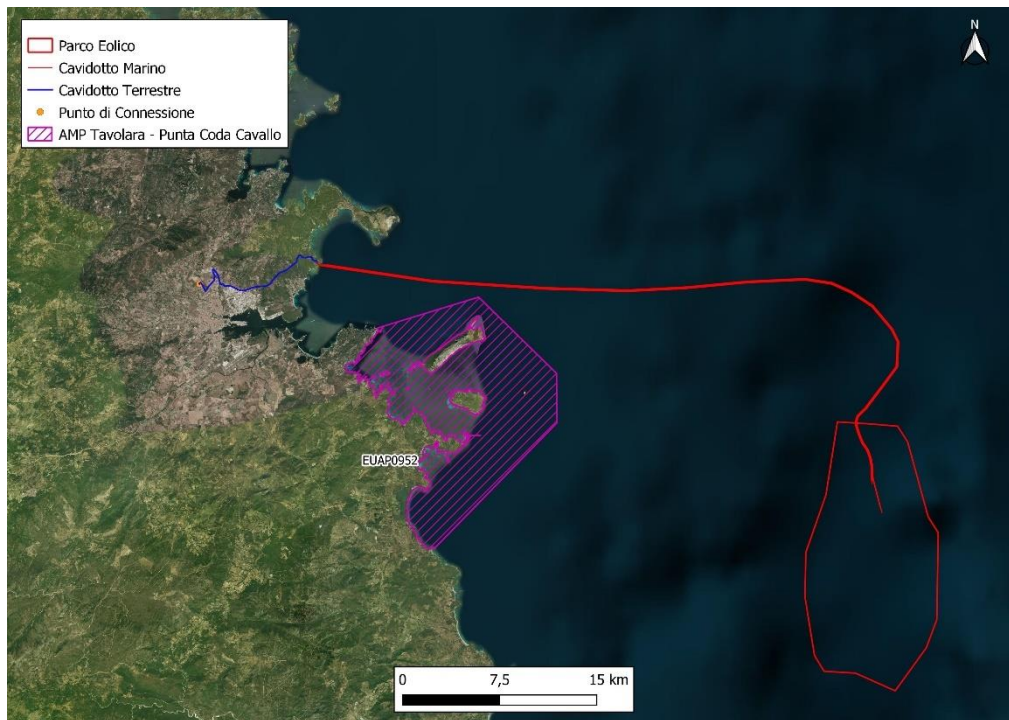 Parco Eolico
Cavidotto Marino
Cavidotto Terrestre
Punto di Connessione
AMP Tavolara - Punta Coda Cavallo
N
EUAP0952
0 7,5 15 km